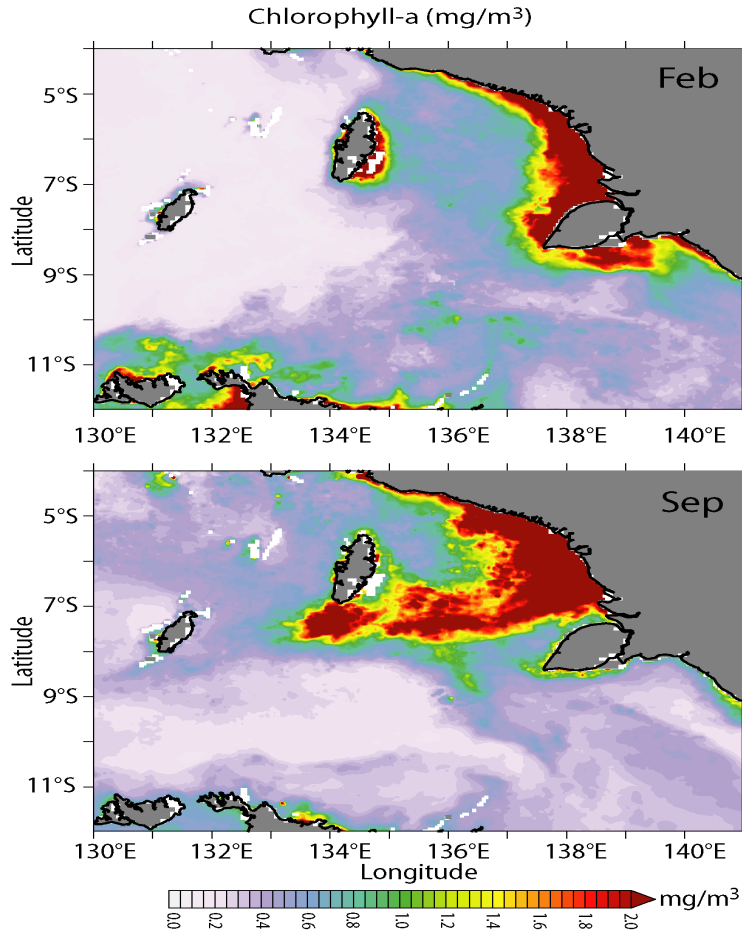 Chlorophyll-a (mg/m³)
Feb
5°S
7°S
Latitude
9°S
11°S
130°E 132°E 134°E 136°E 138°E 140°E
Sep
5°S
7°S
Latitude
9°S
11°S
130°E 132°E 134°E 136°E 138°E 140°E
Longitude
mg/m³
0.0 0.2 0.4 0.6 0.8 1.0 1.2 1.4 1.6 1.8 2.0